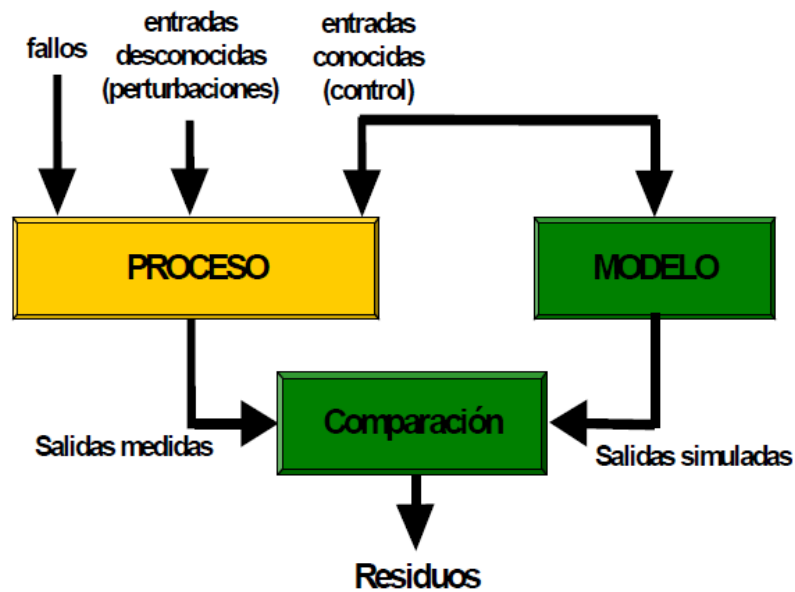 fallos
entradas
desconocidas
(perturbaciones)
entradas
conocidas
(control)
PROCESO
MODELO
Comparación
Salidas medidas
Salidas simuladas
Residuos